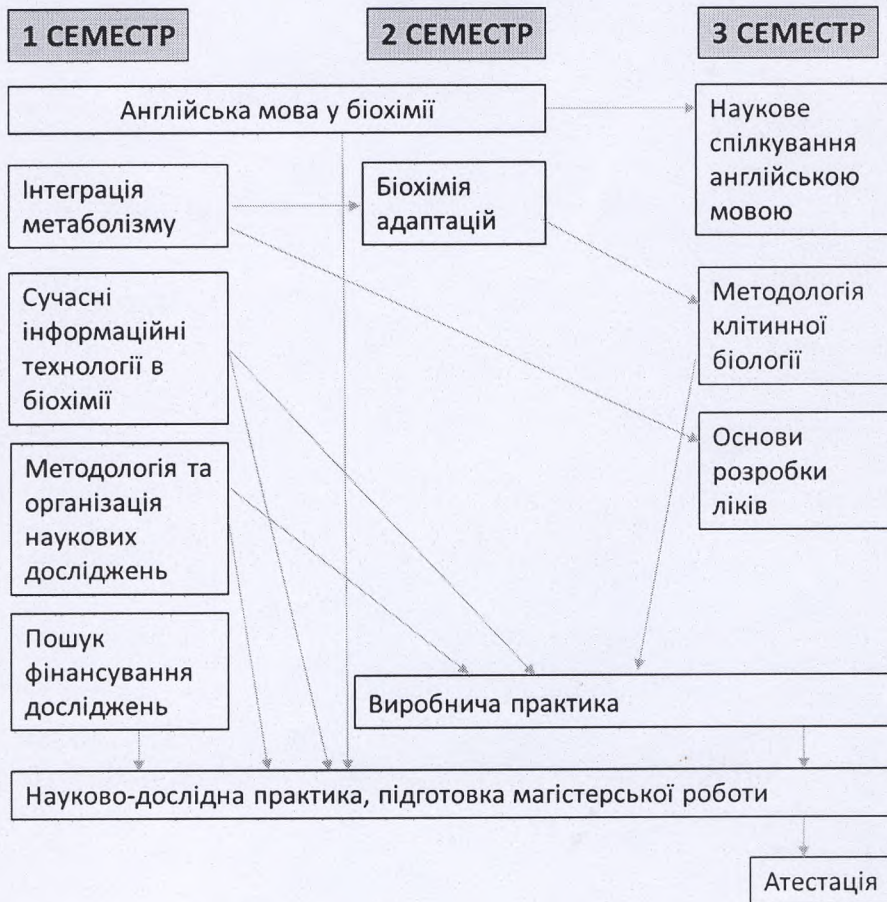 1 СЕМЕСТР
2 СЕМЕСТР
3 СЕМЕСТР
Англійська мова у біохімії
Наукове
спілкування
англійською
мовою
Інтеграція
метаболізму
Біохімія
адаптацій
Сучасні
інформаційні
технології в
біохімії
Методологія
клітинної
біології
Методологія та
організація
наукових
досліджень
Основи
розробки
ліків
Пошук
фінансування
досліджень
Виробнича практика
Науково-дослідна практика, підготовка магістерської роботи
Атестація